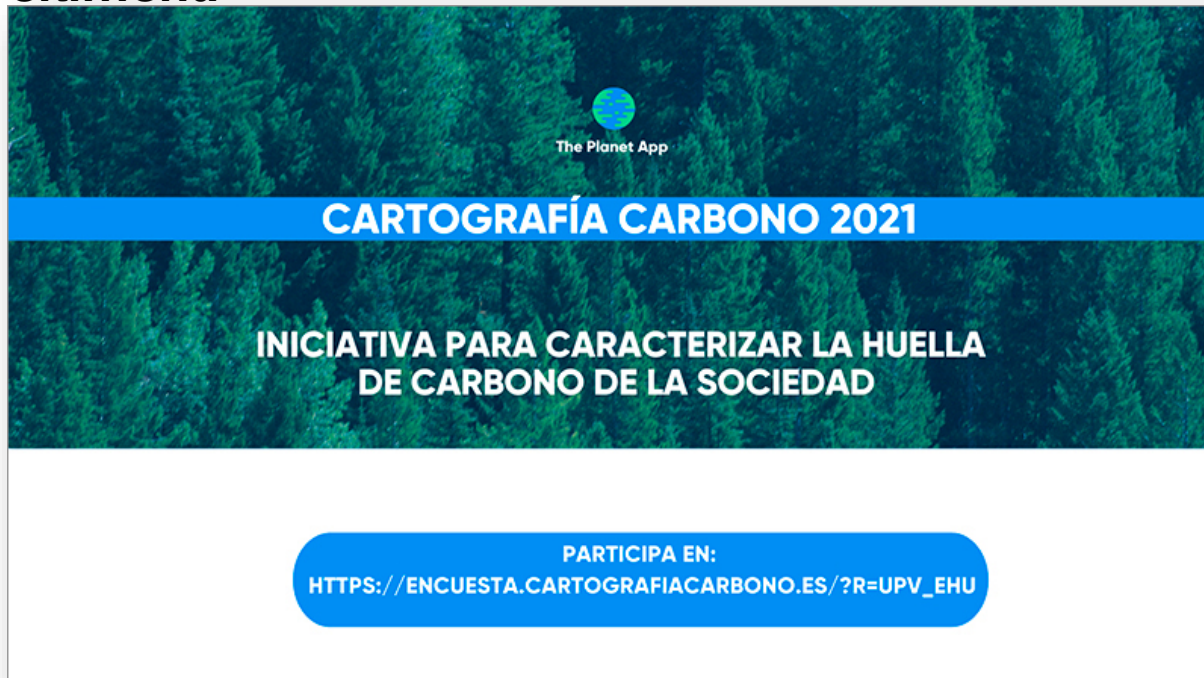 The Planet App
CARTOGRAFÍA CARBONO 2021
INICIATIVA PARA CARACTERIZAR LA HUELLA
DE CARBONO DE LA SOCIEDAD
PARTICIPA EN:
HTTPS://ENCUESTA.CARTOGRAFIACARBONO.ES/?R=UPV_EHU